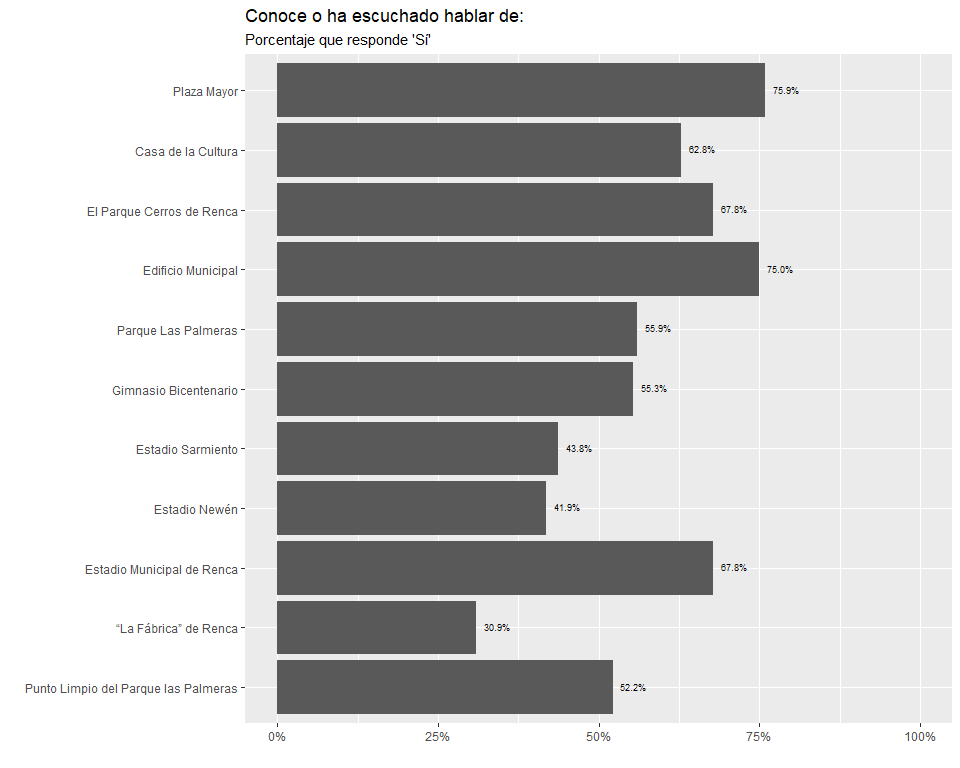 Conoce o ha escuchado hablar de:
Porcentaje que responde 'Sí'
Plaza Mayor
75.9%
Casa de la Cultura
62.8%
El Parque Cerros de Renca
67.8%
Edificio Municipal
75.0%
Parque Las Palmeras
55.9%
Gimnasio Bicentenario
55.3%
Estadio Sarmiento
43.8%
Estadio Newén
41.9%
Estadio Municipal de Renca
67.8%
“La Fábrica” de Renca
30.9%
Punto Limpio del Parque las Palmeras
52.2%
0%
25%
50%
75%
100%